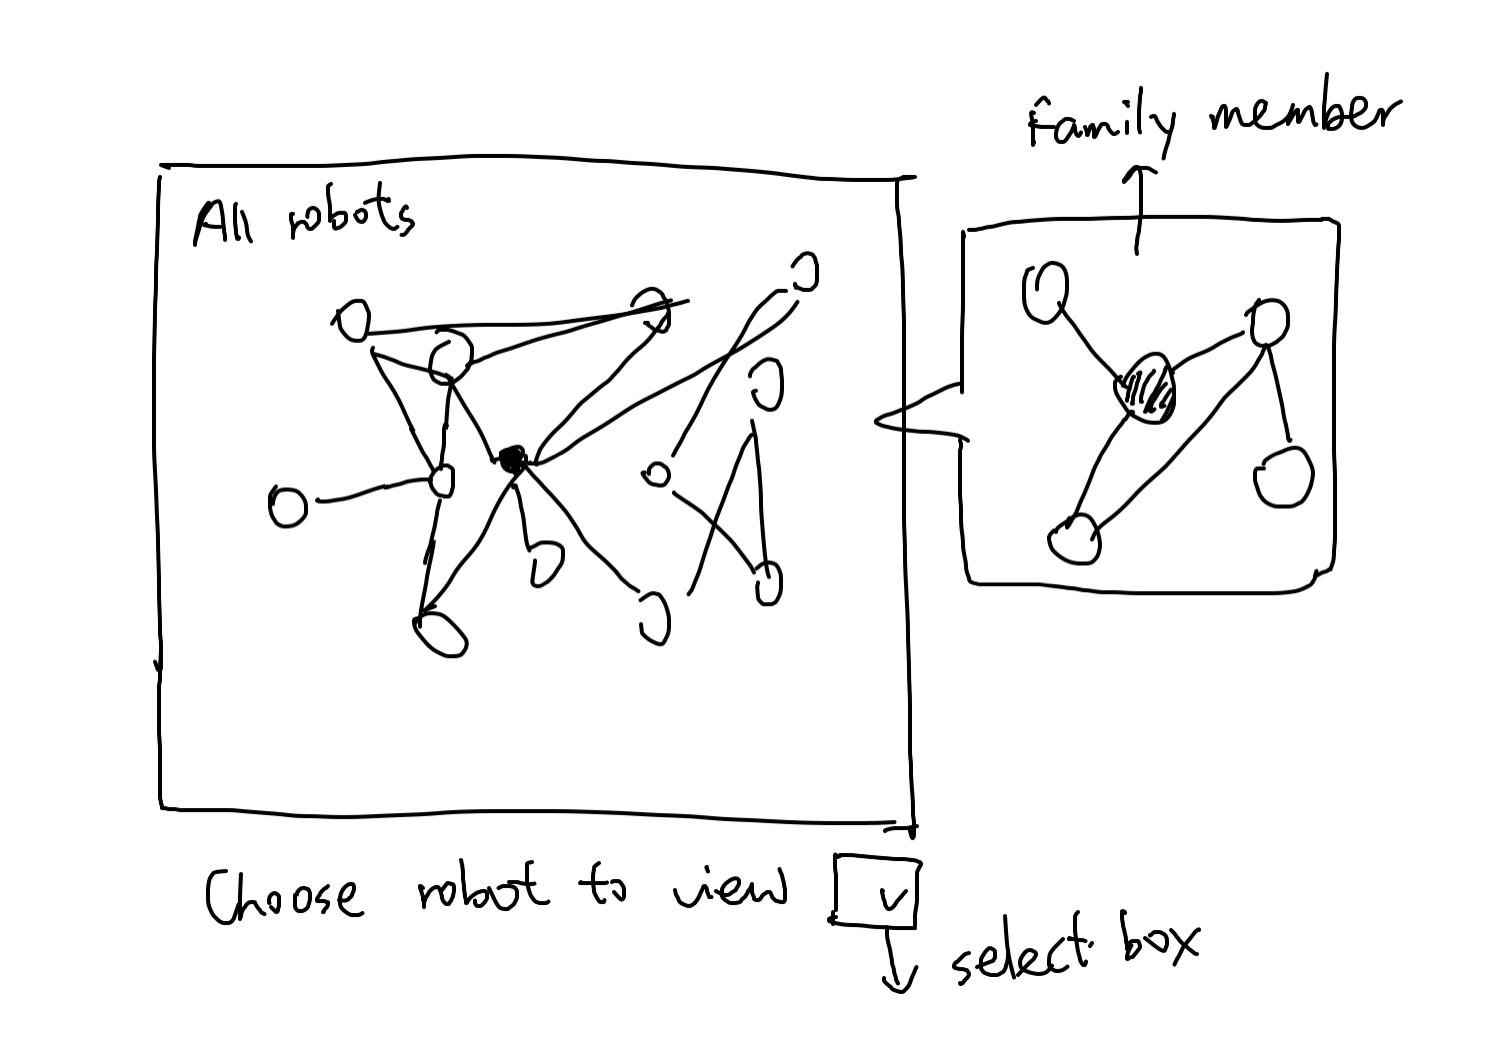 family member
All robots
Choose robot to view
select box